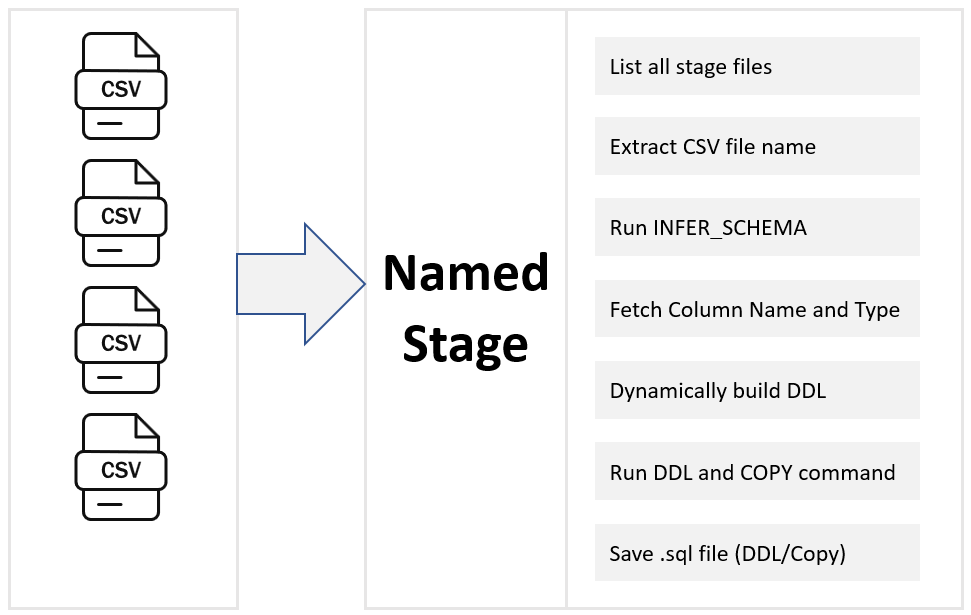 CSV
CSV
CSV
CSV
Named
Stage
List all stage files
Extract CSV file name
Run INFER_SCHEMA
Fetch Column Name and Type
Dynamically build DDL
Run DDL and COPY command
Save .sql file (DDL/Copy)